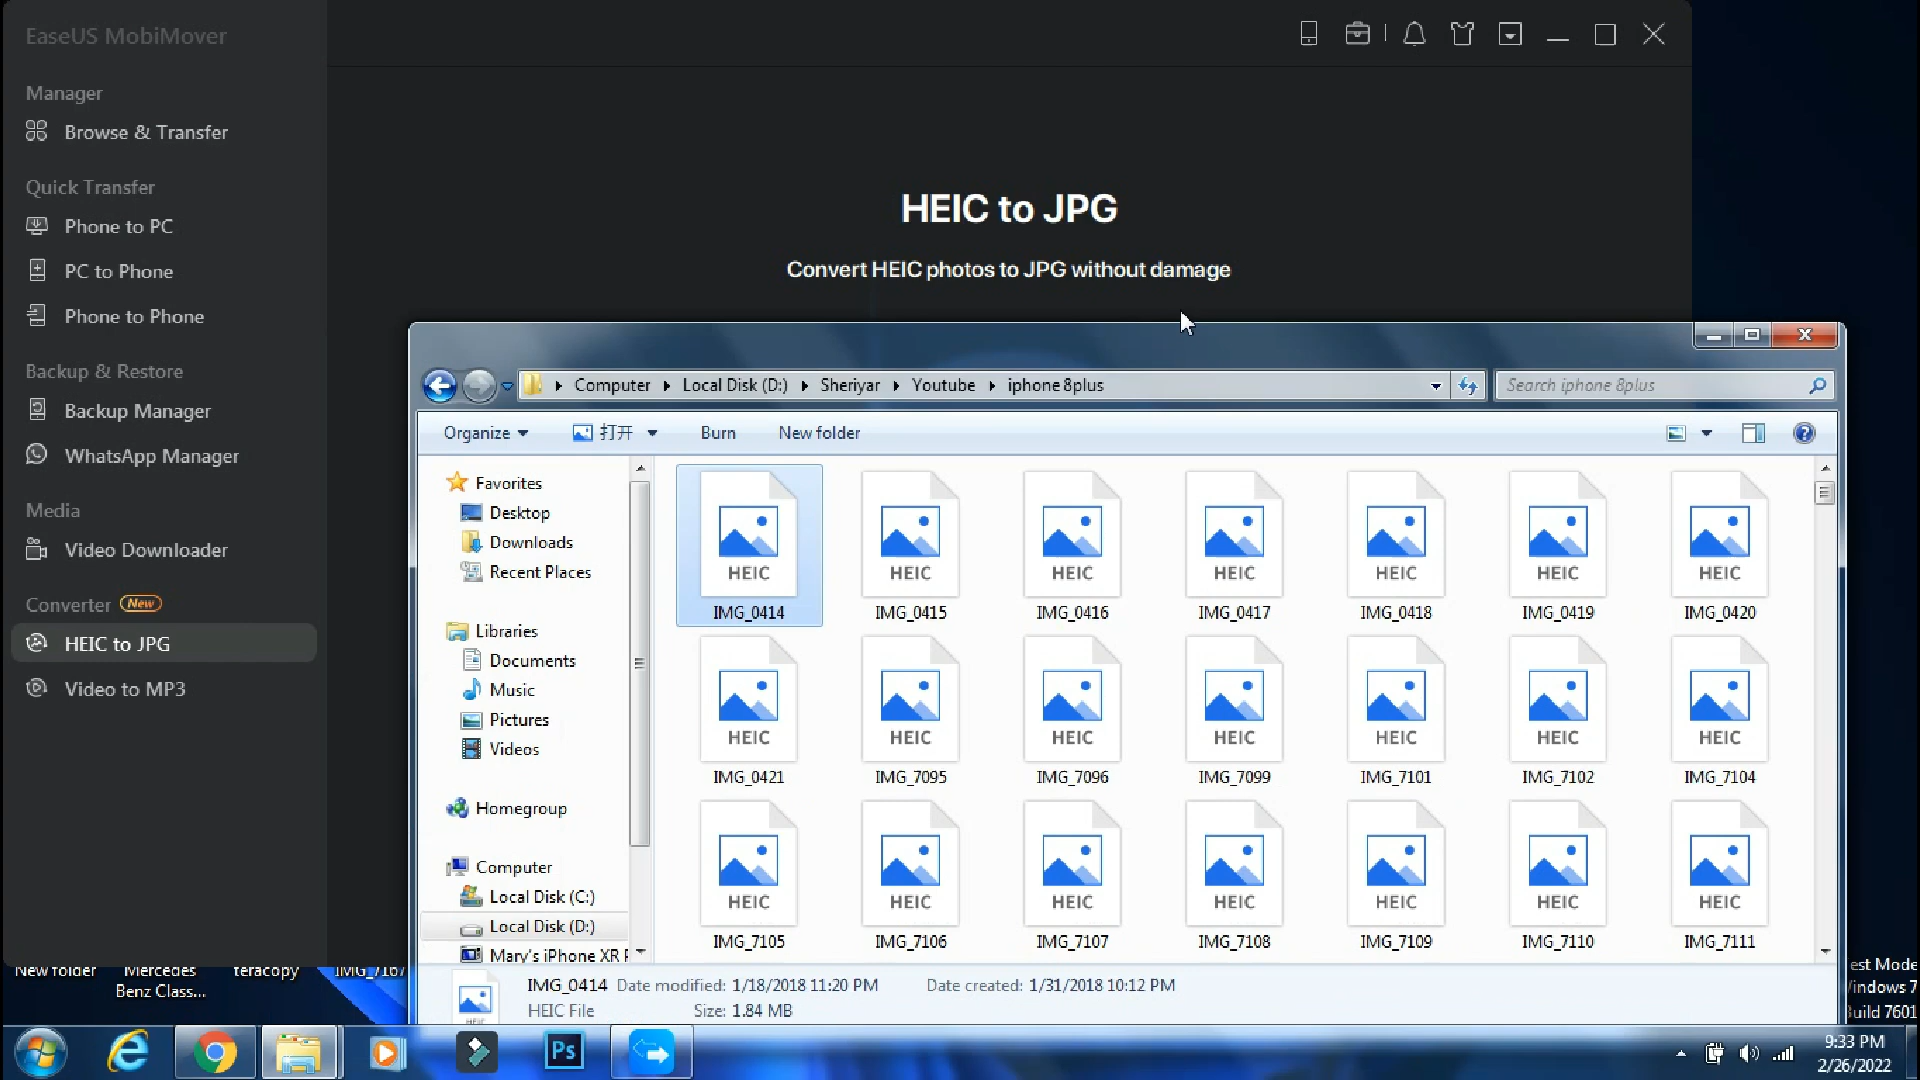 EaseUS MobiMover
Manager
Browse & Transfer
Quick Transfer
Phone to PC
PC to Phone
Phone to Phone
Backup & Restore
Backup Manager
WhatsApp Manager
Media
Video Downloader
Converter New
HEIC to JPG
Video to MP3
HEIC to JPG
Convert HEIC photos to JPG without damage
Computer Local Disk (D:) Sheriyar Youtube iphone 8plus
Search iphone 8plus
Organize 打开 Burn New folder
Favorites
Desktop
Downloads
Recent Places
Libraries
Documents
Music
Pictures
Videos
Homegroup
Computer
Local Disk (C:)
Local Disk (D:)
Mary's iPhone XR
HEIC HEIC HEIC HEIC HEIC HEIC HEIC
IMG_0414 IMG_0415 IMG_0416 IMG_0417 IMG_0418 IMG_0419 IMG_0420
HEIC HEIC HEIC HEIC HEIC HEIC HEIC
IMG_0421 IMG_7095 IMG_7096 IMG_7099 IMG_7101 IMG_7102 IMG_7104
HEIC HEIC HEIC HEIC HEIC HEIC HEIC
IMG_7105 IMG_7106 IMG_7107 IMG_7108 IMG_7109 IMG_7110 IMG_7111
IMG_0414 Date modified: 1/18/2018 11:20 PM Date created: 1/31/2018 10:12 PM
HEIC File Size: 1.84 MB
New folder Mercedes teracopy IMG_7167
Benz Class...
est Mode
indows 7
uild 7601
Ps
9:33 PM
2/26/2022